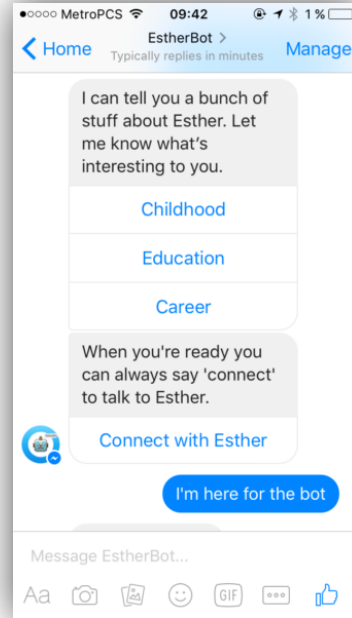 MetroPCS 09:42 1 %
Home EstherBot > Manage
Typically replies in minutes
I can tell you a bunch of
stuff about Esther. Let
me know what's
interesting to you.
Childhood
Education
Career
When you're ready you
can always say 'connect'
to talk to Esther.
Connect with Esther
I'm here for the bot
Message EstherBot...
Aa GIF